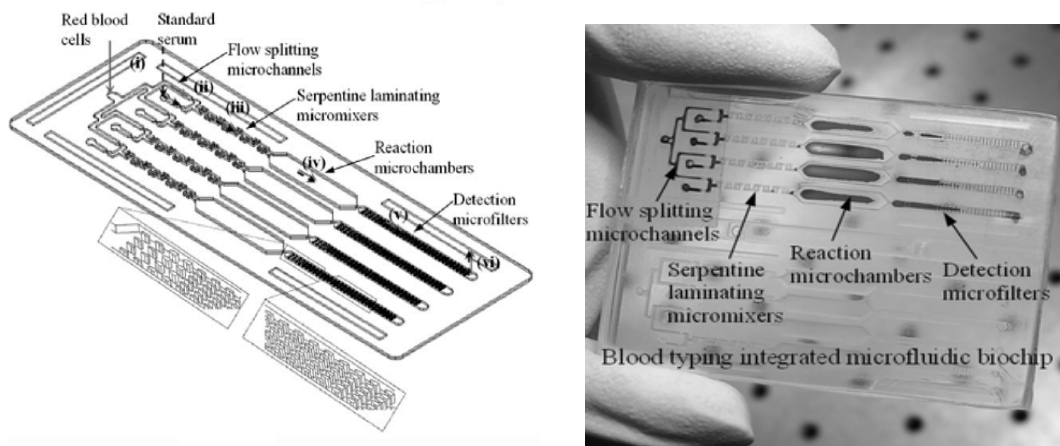 Red blood
cells
Standard
serum
Flow splitting
microchannels
Serpentine laminating
micromixers
Reaction
microchambers
Detection
microfilters
(i)
(ii)
(iii)
(iv)
(v)
(vi)
Flow splitting
microchannels
Serpentine
laminating
micromixers
Reaction
microchambers
Detection
microfilters
Blood typing integrated microfluidic biochip